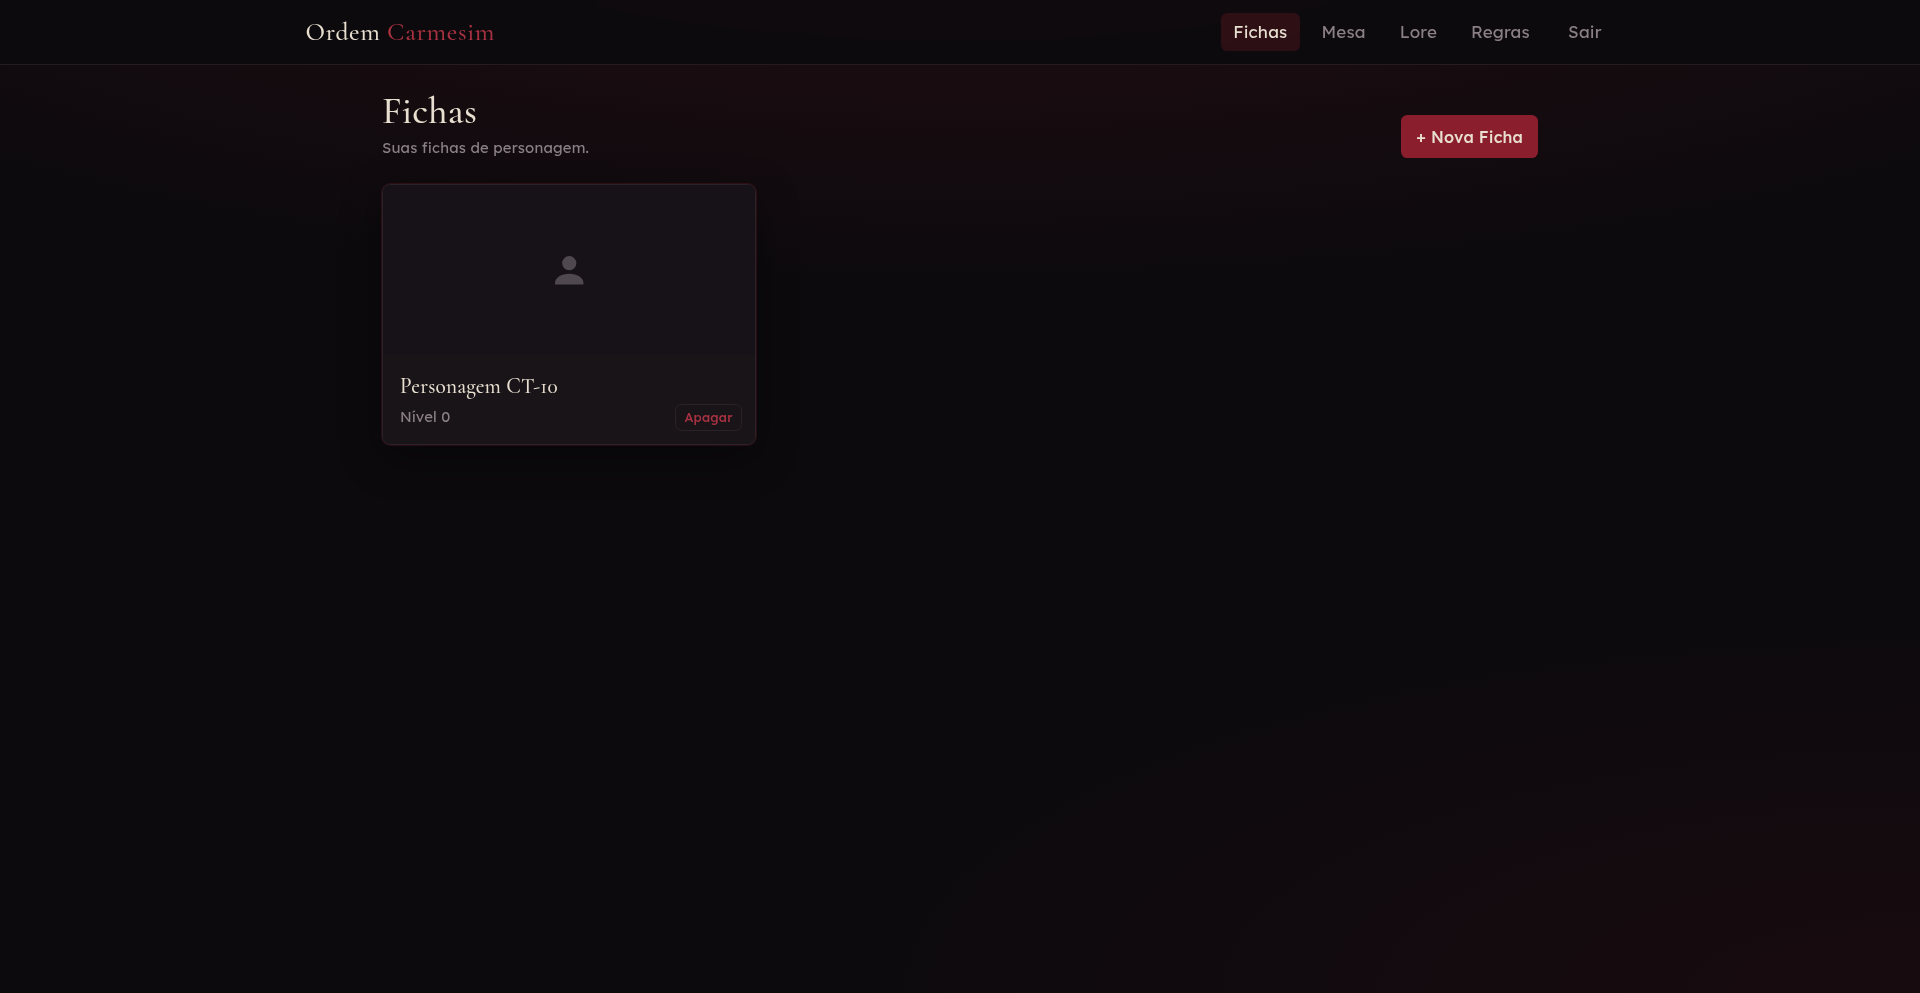 Ordem Carmesim
Fichas
Mesa
Lore
Regras
Sair
Fichas
Suas fichas de personagem.
+ Nova Ficha
Personagem CT-10
Nível 0
Apagar